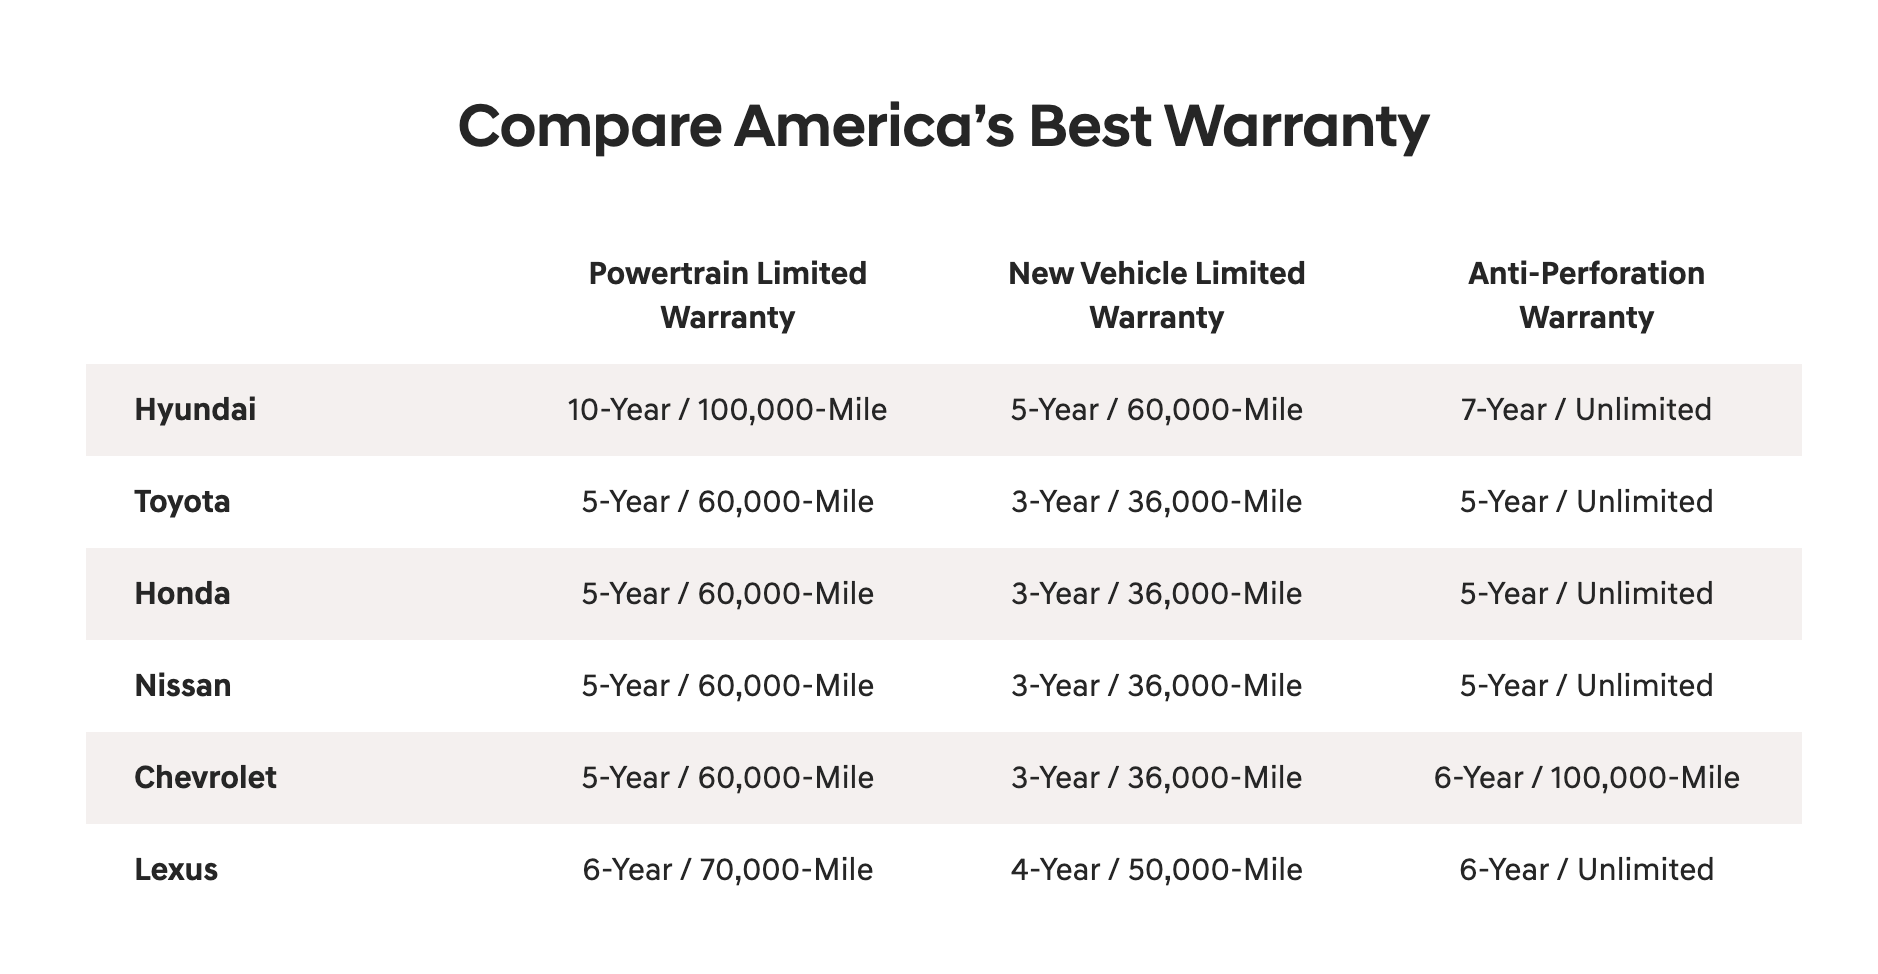 Compare America’s Best Warranty
Powertrain Limited Warranty
New Vehicle Limited Warranty
Anti-Perforation Warranty
Hyundai 10-Year / 100,000-Mile 5-Year / 60,000-Mile 7-Year / Unlimited
Toyota 5-Year / 60,000-Mile 3-Year / 36,000-Mile 5-Year / Unlimited
Honda 5-Year / 60,000-Mile 3-Year / 36,000-Mile 5-Year / Unlimited
Nissan 5-Year / 60,000-Mile 3-Year / 36,000-Mile 5-Year / Unlimited
Chevrolet 5-Year / 60,000-Mile 3-Year / 36,000-Mile 6-Year / 100,000-Mile
Lexus 6-Year / 70,000-Mile 4-Year / 50,000-Mile 6-Year / Unlimited